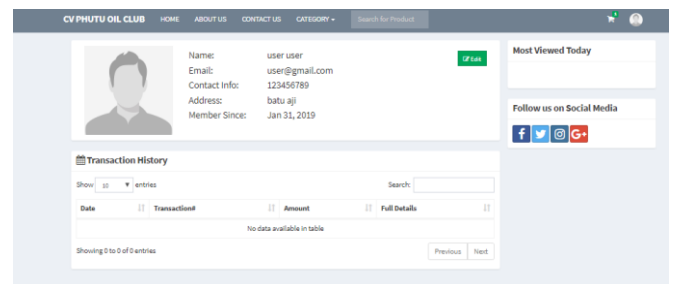 CV PHUTU OIL CLUB HOME ABOUT US CONTACT US CATEGORY Search for Product
Name: user user
Edit
Email: user@gmail.com
Contact Info: 123456789
Address: batu aji
Member Since: Jan 31, 2019
Most Viewed Today
Follow us on Social Media
Transaction History
Show 10 entries Search:
Date Transaction# Amount Full Details
No data available in table
Showing 0 to 0 of 0 entries Previous Next